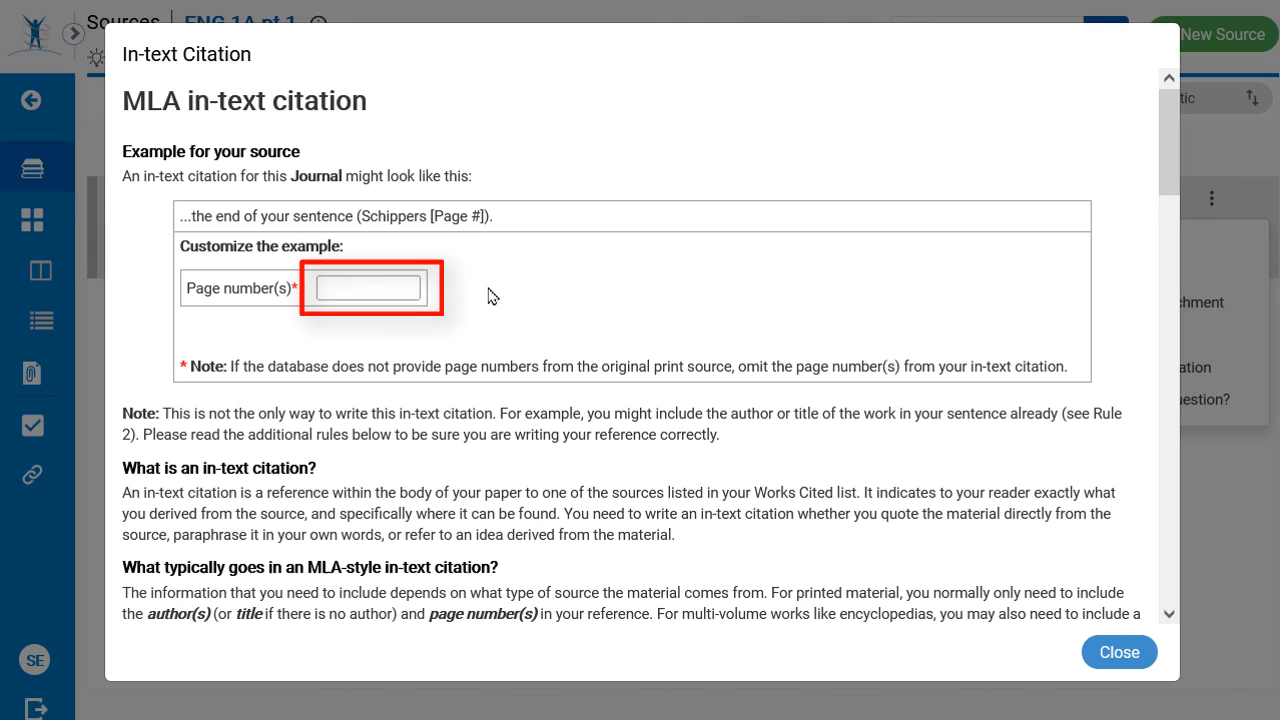 Sources | ENG 1A pt 1
New Source
In-text Citation
MLA in-text citation
tic
Example for your source
An in-text citation for this Journal might look like this:
...the end of your sentence (Schippers [Page #]).
Customize the example:
Page number(s)*
chment
* Note: If the database does not provide page numbers from the original print source, omit the page number(s) from your in-text citation.
ation
uestion?
Note: This is not the only way to write this in-text citation. For example, you might include the author or title of the work in your sentence already (see Rule
2). Please read the additional rules below to be sure you are writing your reference correctly.
What is an in-text citation?
An in-text citation is a reference within the body of your paper to one of the sources listed in your Works Cited list. It indicates to your reader exactly what
you derived from the source, and specifically where it can be found. You need to write an in-text citation whether you quote the material directly from the
source, paraphrase it in your own words, or refer to an idea derived from the material.
What typically goes in an MLA-style in-text citation?
The information that you need to include depends on what type of source the material comes from. For printed material, you normally only need to include
the author(s) (or title if there is no author) and page number(s) in your reference. For multi-volume works like encyclopedias, you may also need to include a
Close
SE